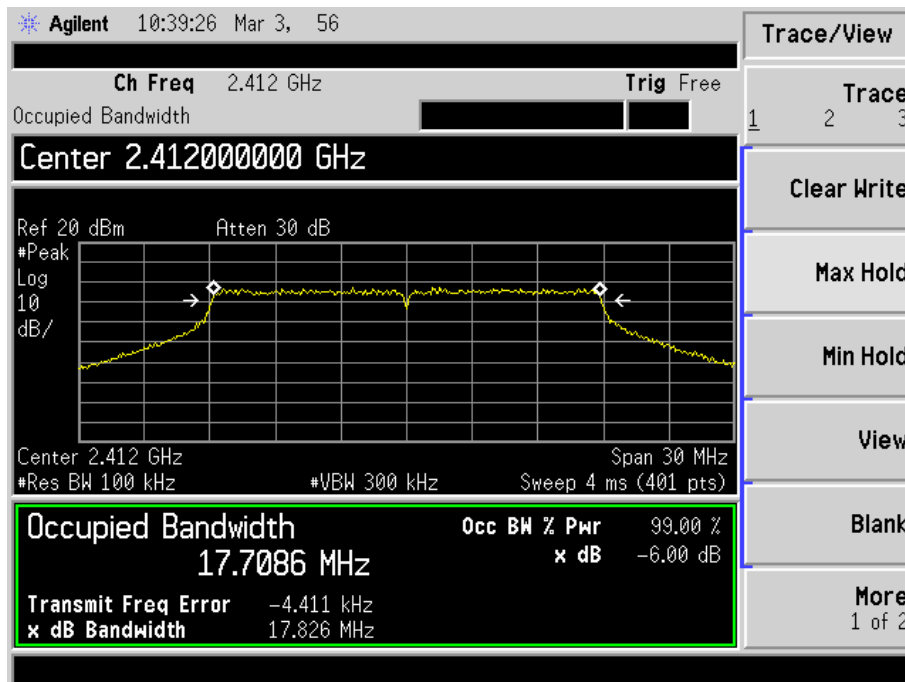 Agilent 10:39:26 Mar 3, 56
Ch Freq 2.412 GHz Trig Free
Occupied Bandwidth
Center 2.412000000 GHz
Ref 20 dBm Atten 30 dB
#Peak
Log
10
dB/
Center 2.412 GHz Span 30 MHz
#Res BW 100 kHz #VBW 300 kHz Sweep 4 ms (401 pts)
Occupied Bandwidth
17.7086 MHz
Occ BW % Pwr 99.00 %
x dB -6.00 dB
Transmit Freq Error -4.411 kHz
x dB Bandwidth 17.826 MHz
Trace/View
Trace
1 2 3
Clear Write
Max Hold
Min Hold
View
Blank
More
1 of 2